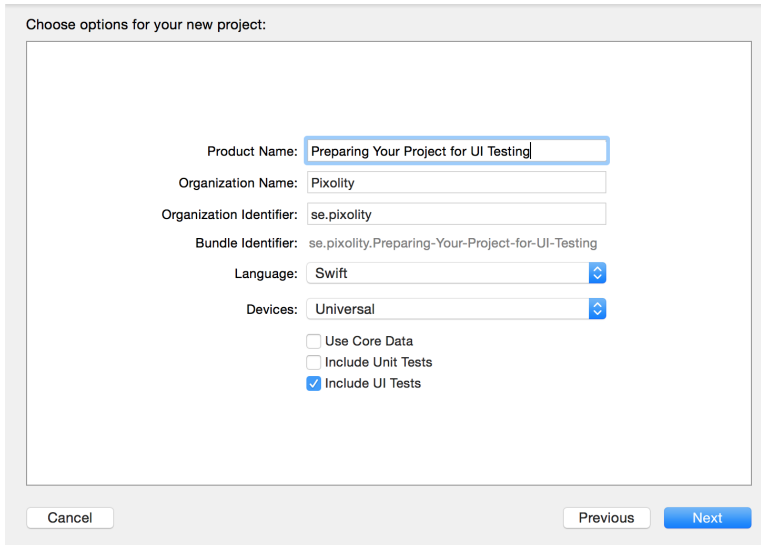 Choose options for your new project:
Product Name: Preparing Your Project for UI Testing
Organization Name: Pixolity
Organization Identifier: se.pixolity
Bundle Identifier: se.pixolity.Preparing-Your-Project-for-UI-Testing
Language: Swift
Devices: Universal
Use Core Data
Include Unit Tests
Include UI Tests
Cancel Previous Next